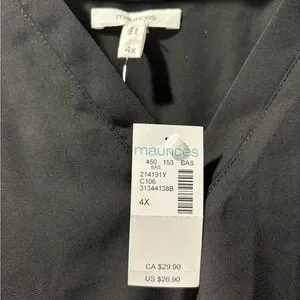 maurices
4X
maurices
450 153 BAS
BAS
214191Y
C106
31344138B
4X
CA $29.90
US $26.90